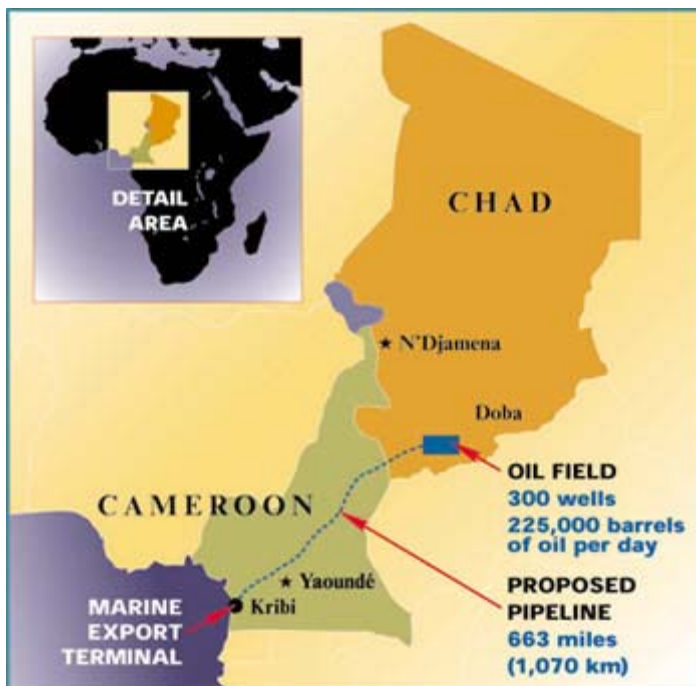 DETAIL
AREA
CHAD
N'Djamena
Doba
OIL FIELD
300 wells
225,000 barrels
of oil per day
CAMEROON
Yaoundé
Kribi
MARINE
EXPORT
TERMINAL
PROPOSED
PIPELINE
663 miles
(1,070 km)